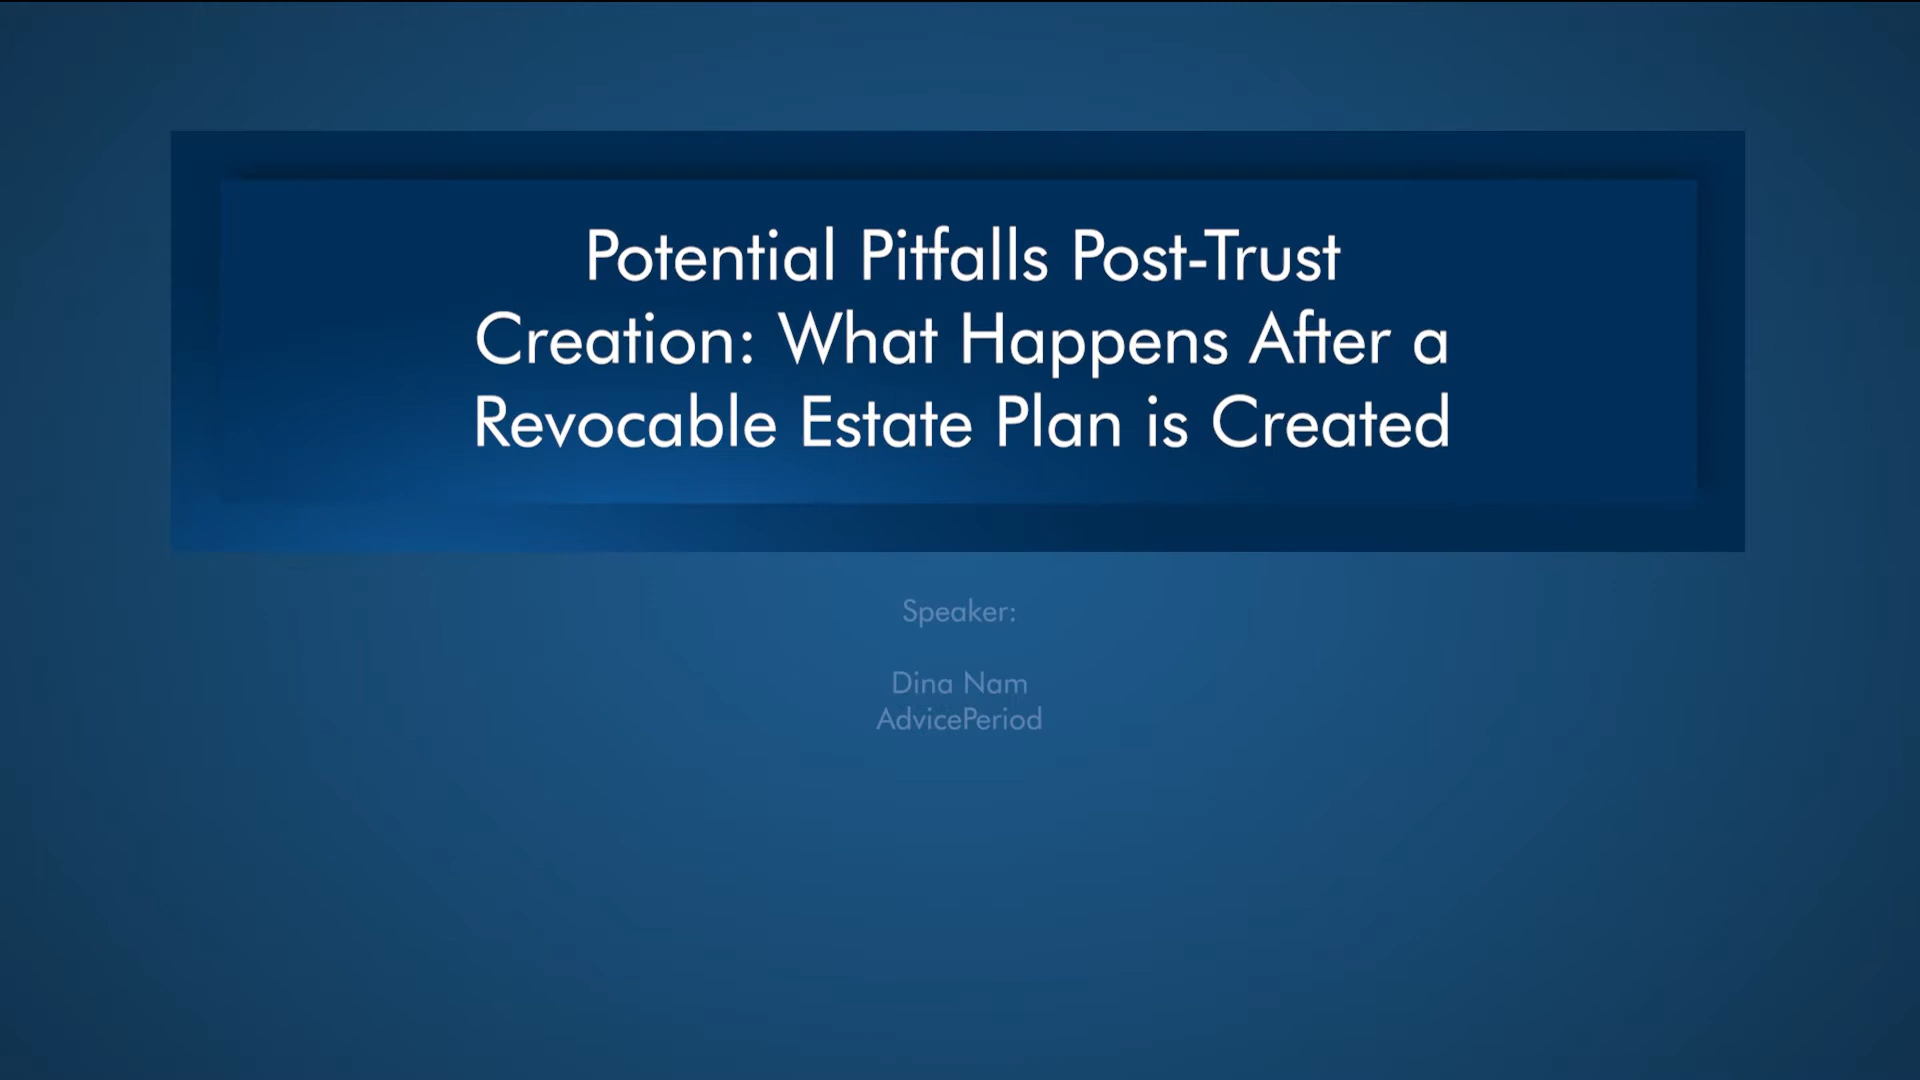 Potential Pitfalls Post-Trust
Creation: What Happens After a
Revocable Estate Plan is Created
Speaker:
Dina Nam
AdvicePeriod